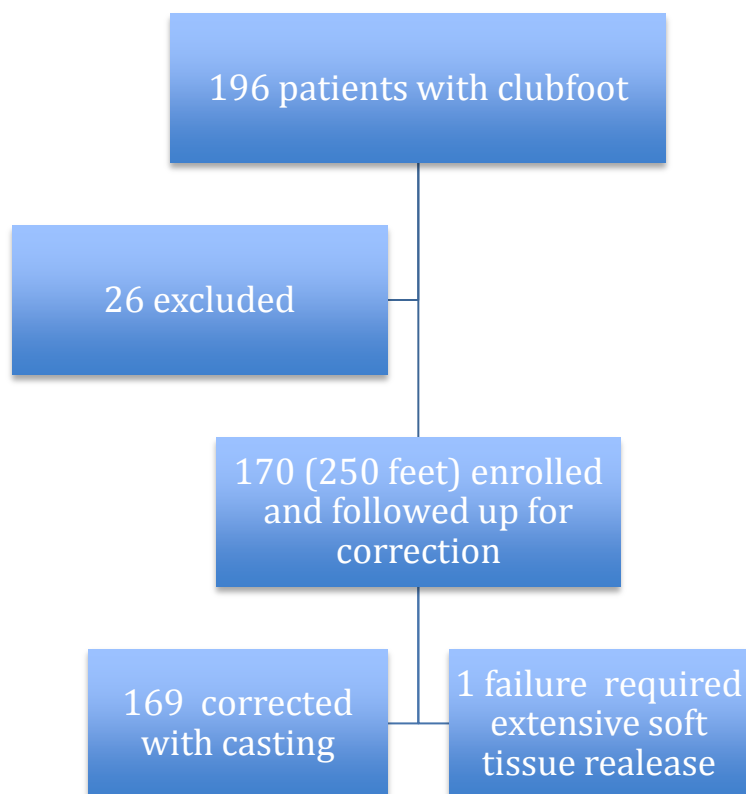 196 patients with clubfoot
26 excluded
170 (250 feet) enrolled
and followed up for
correction
169  corrected
with casting
1 failure  required
extensive soft
tissue realease